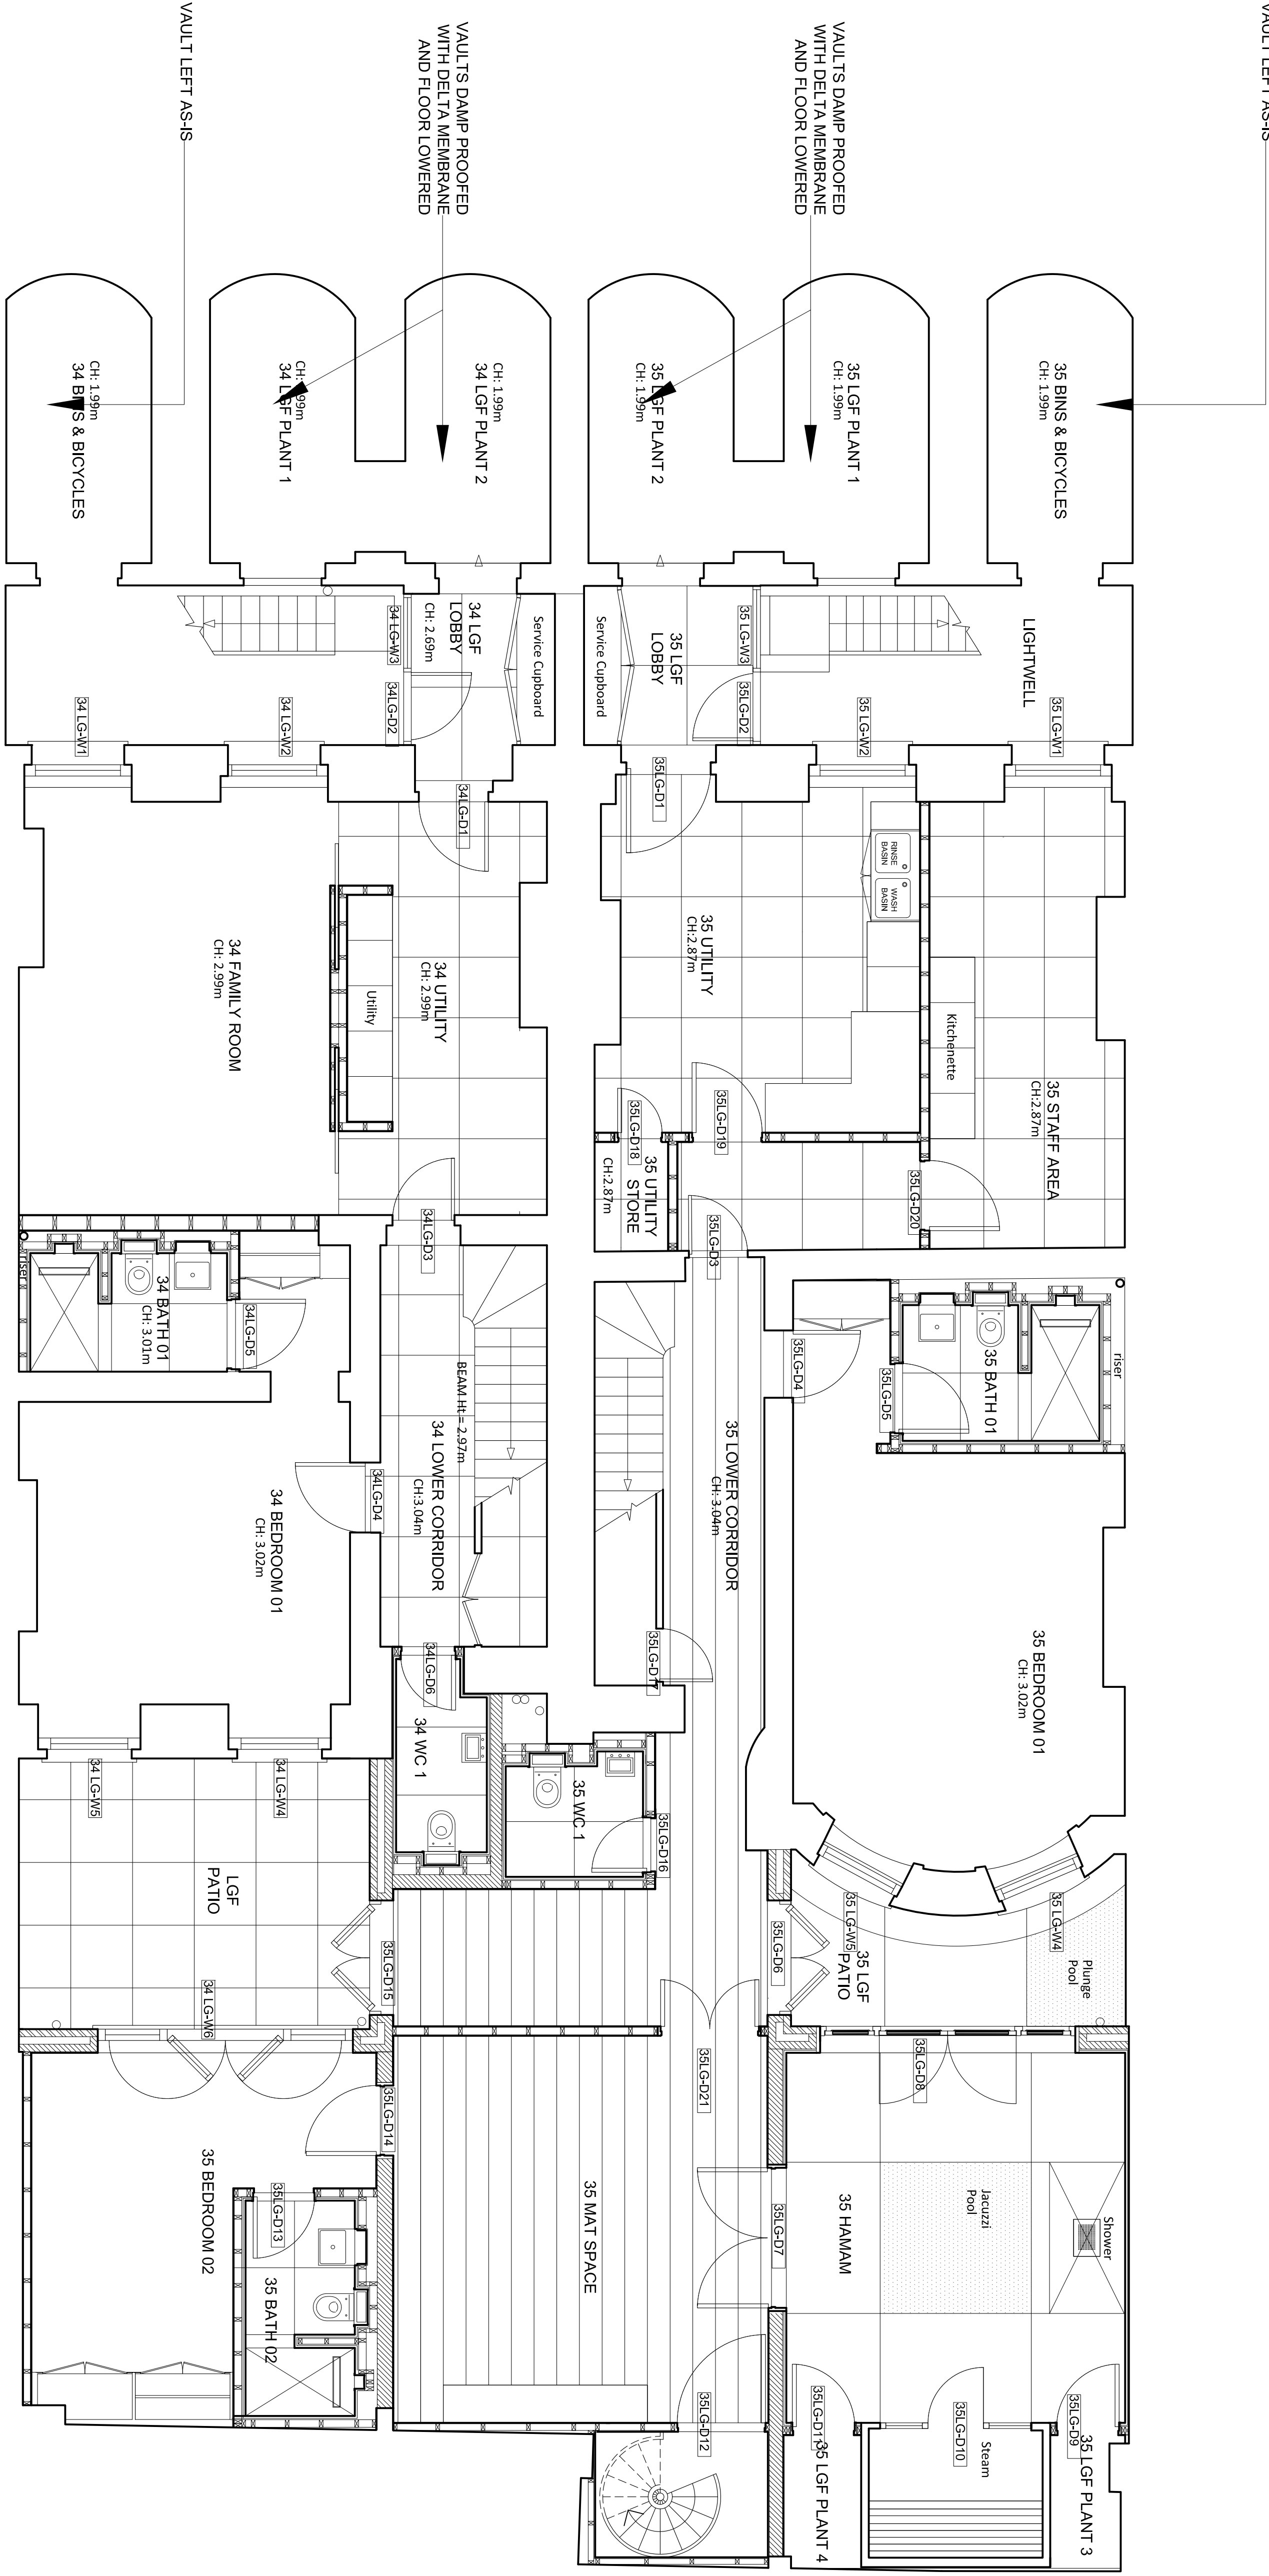 VAULT LEFT AS-IS
VAULTS DAMP PROOFED
WITH DELTA MEMBRANE
AND FLOOR LOWERED
VAULTS DAMP PROOFED
WITH DELTA MEMBRANE
AND FLOOR LOWERED
VAULT LEFT AS-IS
35 BINS & BICYCLES
CH: 1.99m
35 LGF PLANT 1
CH: 1.99m
35 LGF PLANT 2
CH: 1.99m
34 LGF PLANT 2
CH: 1.99m
34 LGF PLANT 1
CH: 1.99m
34 BINS & BICYCLES
CH: 1.99m
LIGHTWELL
35 LG-W1
35 LG-W2
35 LG-W3
35LG-D2
35 LGF
LOBBY
Service Cupboard
Service Cupboard
34 LGF
LOBBY
CH: 2.69m
34 LG-W3
34LG-D2
34 LG-W2
34 LG-W1
35LG-D1
34LG-D1
RINSE
BASIN
WASH
BASIN
35 UTILITY
CH:2.87m
Kitchenette
35 STAFF AREA
CH:2.87m
35LG-D20
35LG-D19
35LG-D18
35 UTILITY
STORE
CH:2.87m
35LG-D3
34 UTILITY
CH: 2.99m
Utility
34 FAMILY ROOM
CH: 2.99m
34LG-D3
riser
34 BATH 01
CH: 3.01m
34LG-D5
BEAM Ht = 2.97m
34 LOWER CORRIDOR
CH:3.04m
34LG-D4
34 BEDROOM 01
CH: 3.02m
34LG-D6
34 WC 1
35 LOWER CORRIDOR
CH: 3.04m
35LG-D4
35LG-D5
35 BATH 01
riser
35 BEDROOM 01
CH: 3.02m
35LG-D17
35 WC 1
35LG-D16
34 LG-W5
34 LG-W4
LGF
PATIO
34 LG-W6
35LG-D15
35LG-D6
35 LG-W5
35 LG-W4
35 LGF
PATIO
Plunge
Pool
35LG-D8
35LG-D21
35LG-D14
35LG-D13
35 BEDROOM 02
35 BATH 02
35 MAT SPACE
35LG-D7
35 HAMAM
Jacuzzi
Pool
Shower
35LG-D12
35LG-D11
35LG-D10
35LG-D9
Steam
35 LGF PLANT 4
35 LGF PLANT 3